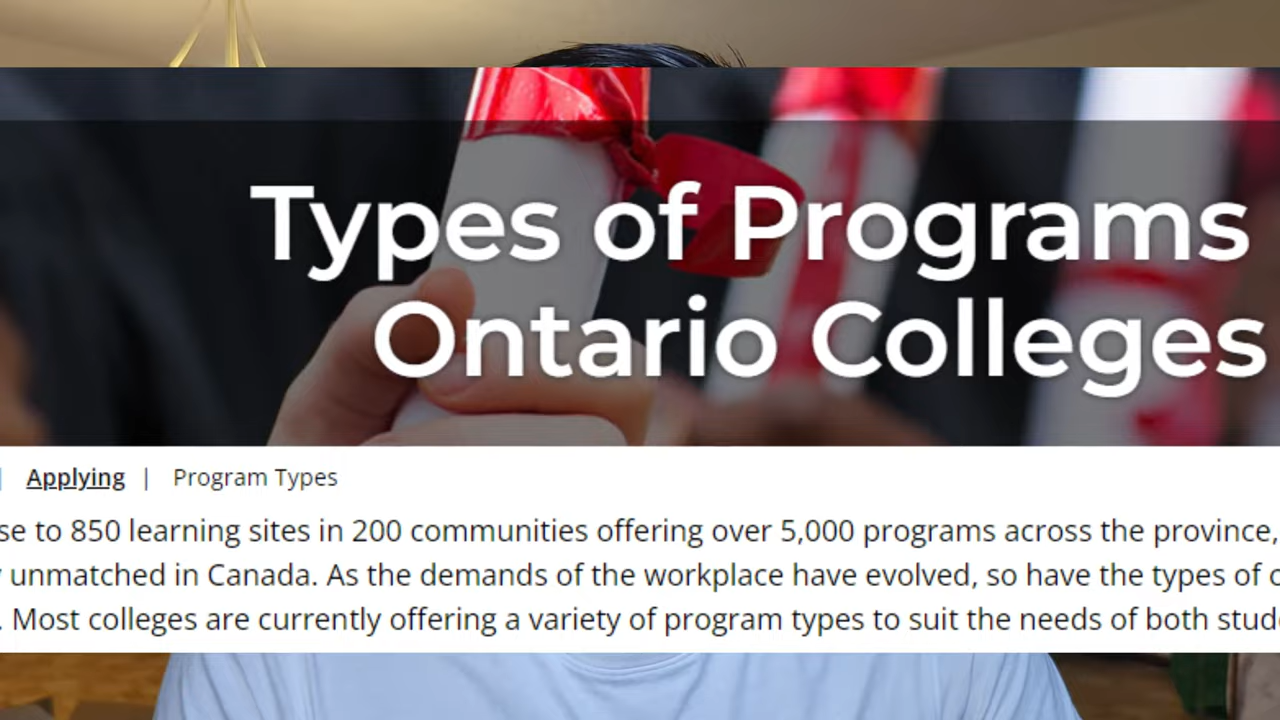 Types of Programs
Ontario Colleges
| Applying | Program Types
se to 850 learning sites in 200 communities offering over 5,000 programs across the province,
unmatched in Canada. As the demands of the workplace have evolved, so have the types of
. Most colleges are currently offering a variety of program types to suit the needs of both stud